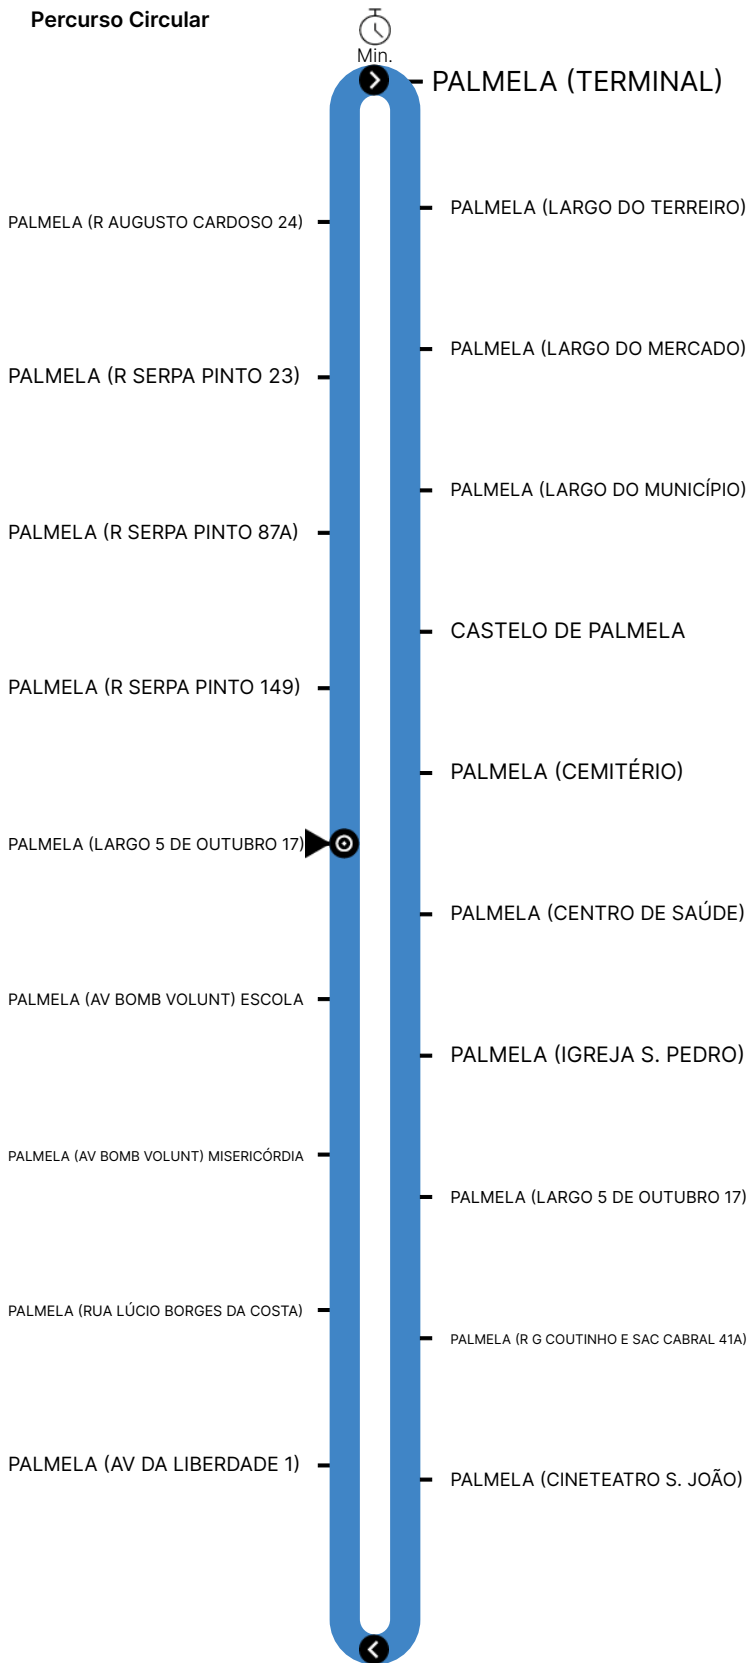 Percurso Circular
Min.
PALMELA (TERMINAL)
PALMELA (LARGO DO TERREIRO)
PALMELA (LARGO DO MERCADO)
PALMELA (LARGO DO MUNICÍPIO)
CASTELO DE PALMELA
PALMELA (CEMITÉRIO)
PALMELA (CENTRO DE SAÚDE)
PALMELA (IGREJA S. PEDRO)
PALMELA (LARGO 5 DE OUTUBRO 17)
PALMELA (R G COUTINHO E SAC CABRAL 41A)
PALMELA (CINETEATRO S. JOÃO)
PALMELA (R AUGUSTO CARDOSO 24)
PALMELA (R SERPA PINTO 23)
PALMELA (R SERPA PINTO 87A)
PALMELA (R SERPA PINTO 149)
PALMELA (LARGO 5 DE OUTUBRO 17)
PALMELA (AV BOMB VOLUNT) ESCOLA
PALMELA (AV BOMB VOLUNT) MISERICÓRDIA
PALMELA (RUA LÚCIO BORGES DA COSTA)
PALMELA (AV DA LIBERDADE 1)